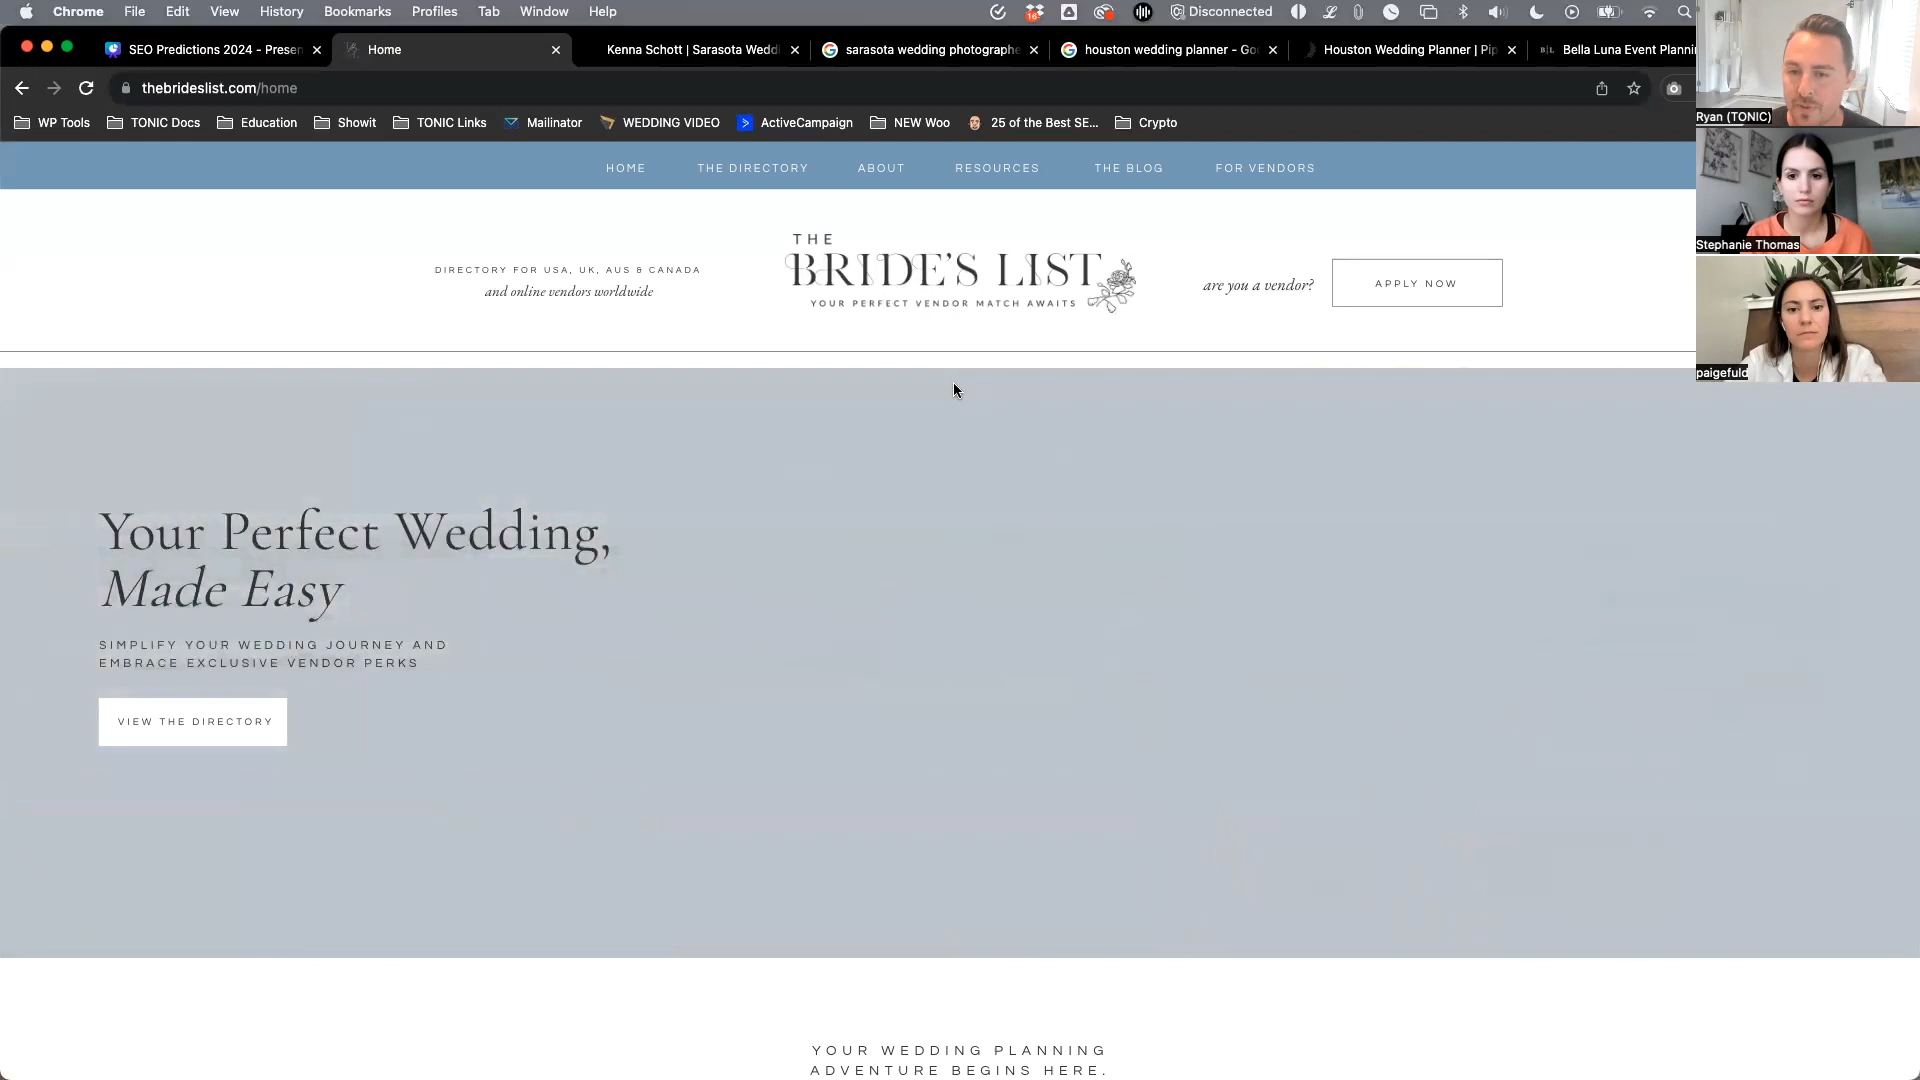 Chrome File Edit View History Bookmarks Profiles Tab Window Help
16 Disconnected
SEO Predictions 2024 - Presen
Home
Kenna Schott | Sarasota Weddi
sarasota wedding photographe
houston wedding planner - Go
Houston Wedding Planner | Pip
B|L Bella Luna Event Planni
thebrideslist.com/home
WP Tools TONIC Docs Education Showit TONIC Links Mailinator WEDDING VIDEO ActiveCampaign NEW Woo 25 of the Best SE... Crypto
Ryan (TONIC)
Stephanie Thomas
paigefuld
HOME THE DIRECTORY ABOUT RESOURCES THE BLOG FOR VENDORS
DIRECTORY FOR USA, UK, AUS & CANADA
and online vendors worldwide
THE
BRIDE'S LIST
YOUR PERFECT VENDOR MATCH AWAITS
are you a vendor?
APPLY NOW
Your Perfect Wedding,
Made Easy
SIMPLIFY YOUR WEDDING JOURNEY AND
EMBRACE EXCLUSIVE VENDOR PERKS
VIEW THE DIRECTORY
YOUR WEDDING PLANNING
ADVENTURE BEGINS HERE.